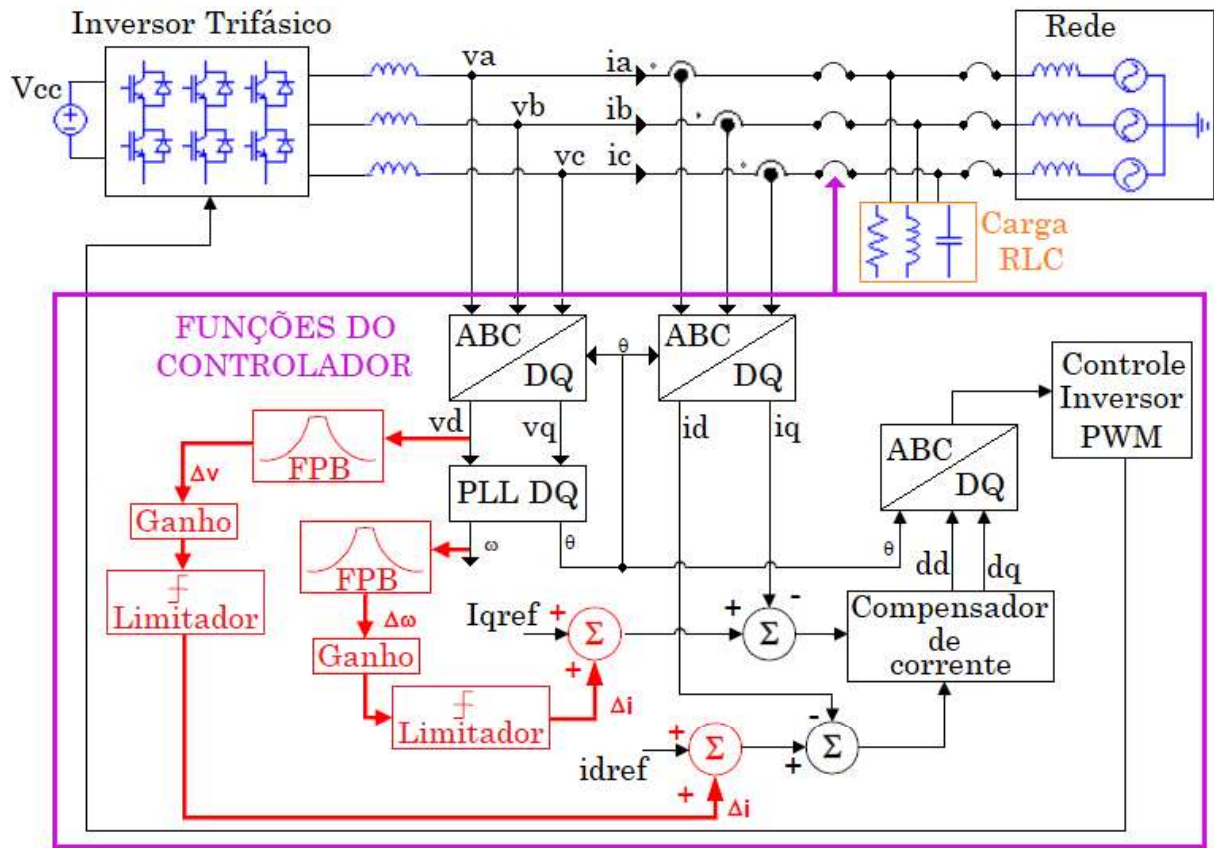 Inversor Trifásico
Rede
Vcc
va
ia
vb
ib
vc
ic
Carga
RLC
FUNÇÕES DO
CONTROLADOR
ABC
DQ
θ
ABC
DQ
Controle
Inversor
PWM
vd
vq
id
iq
FPB
Δv
PLL DQ
ABC
DQ
Ganho
ω
θ
θ
FPB
dd
dq
Limitador
Δω
Iqref
+
Σ
+
+
-
Σ
Compensador
de
corrente
Ganho
Limitador
Δi
idref
+
Σ
+
Δi
-
+
Σ